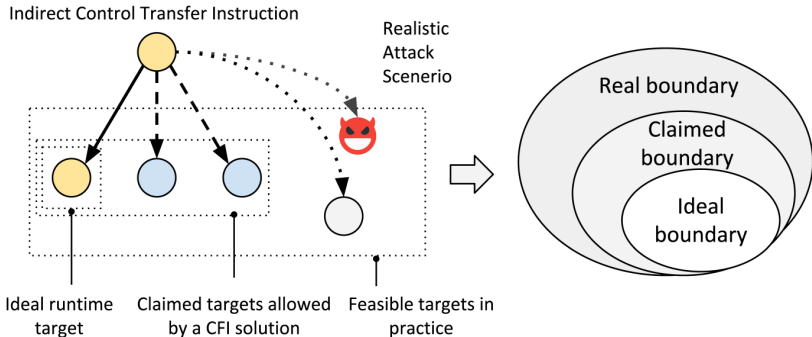 Indirect Control Transfer Instruction
Realistic
Attack
Scenerio
Ideal runtime
target
Claimed targets allowed
by a CFI solution
Feasible targets in
practice
Real boundary
Claimed
boundary
Ideal
boundary